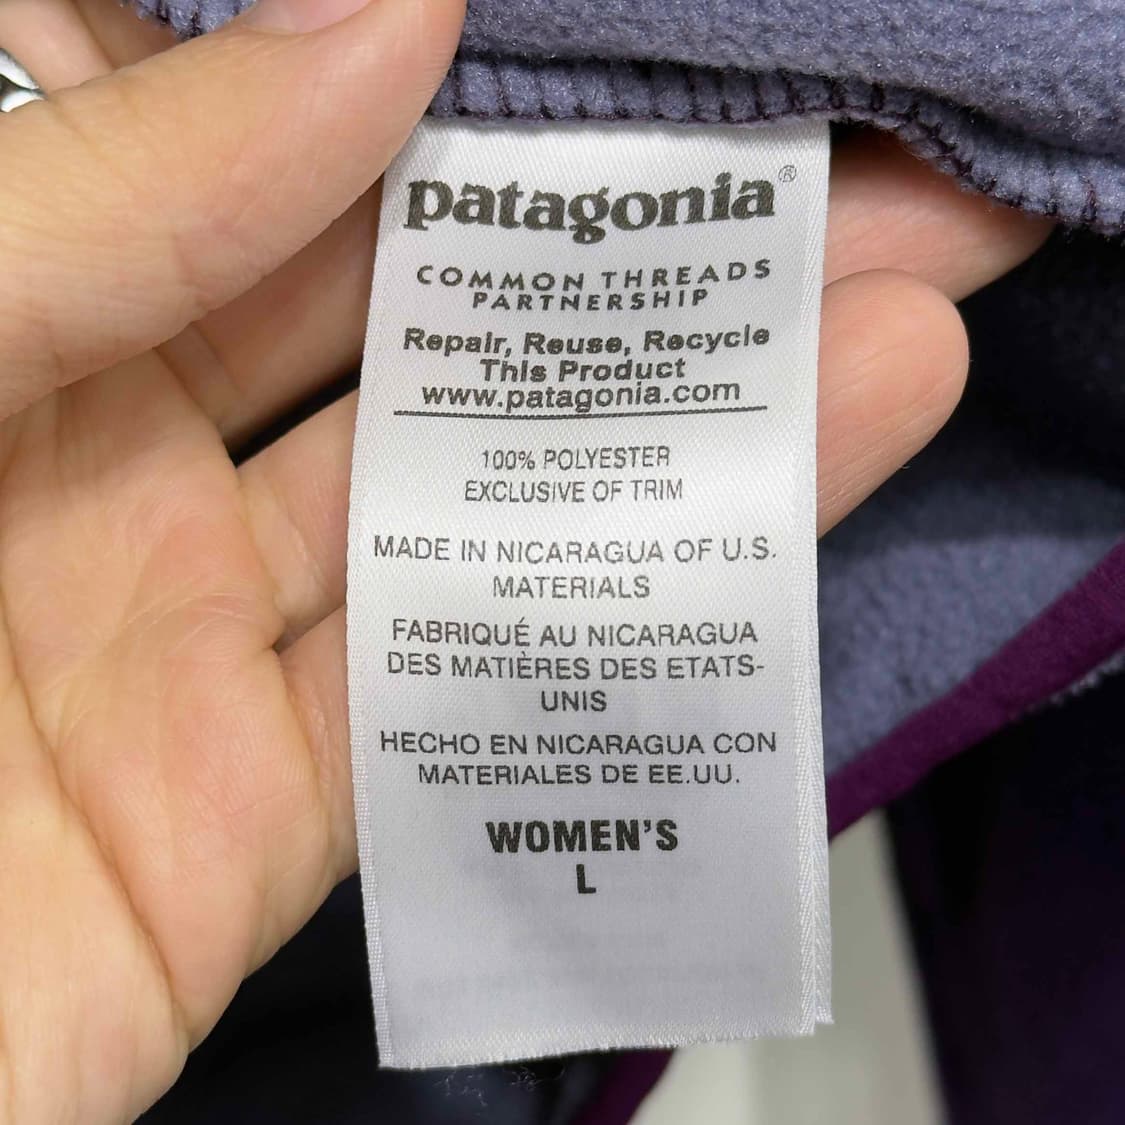 patagonia®
COMMON THREADS
PARTNERSHIP
Repair, Reuse, Recycle
This Product
www.patagonia.com
100% POLYESTER
EXCLUSIVE OF TRIM
MADE IN NICARAGUA OF U.S.
MATERIALS
FABRIQUÉ AU NICARAGUA
DES MATIÈRES DES ETATS-
UNIS
HECHO EN NICARAGUA CON
MATERIALES DE EE.UU.
WOMEN'S
L